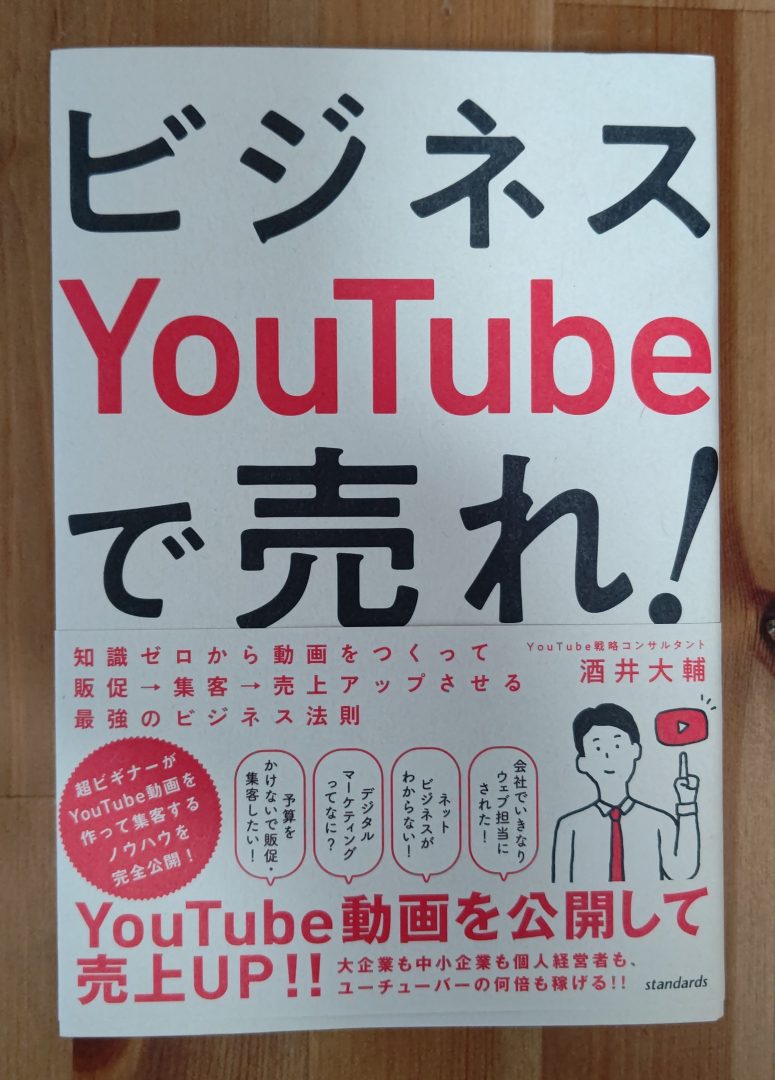 ビジネス
YouTube
で売れ!
知識ゼロから動画をつくって
販促→集客→売上アップさせる
最強のビジネス法則
YouTube戦略コンサルタント
酒井大輔
超ビギナーが
YouTube動画を
作って集客する
ノウハウを
完全公開!
会社でいきなり
ウェブ担当に
された!
ネット
ビジネスが
わからない!
デジタル
マーケティング
ってなに?
予算を
かけないで販促・
集客したい!
YouTube動画を公開して
売上UP!!
大企業も中小企業も個人経営者も、
ユーチューバーの何倍も稼げる!!
standards